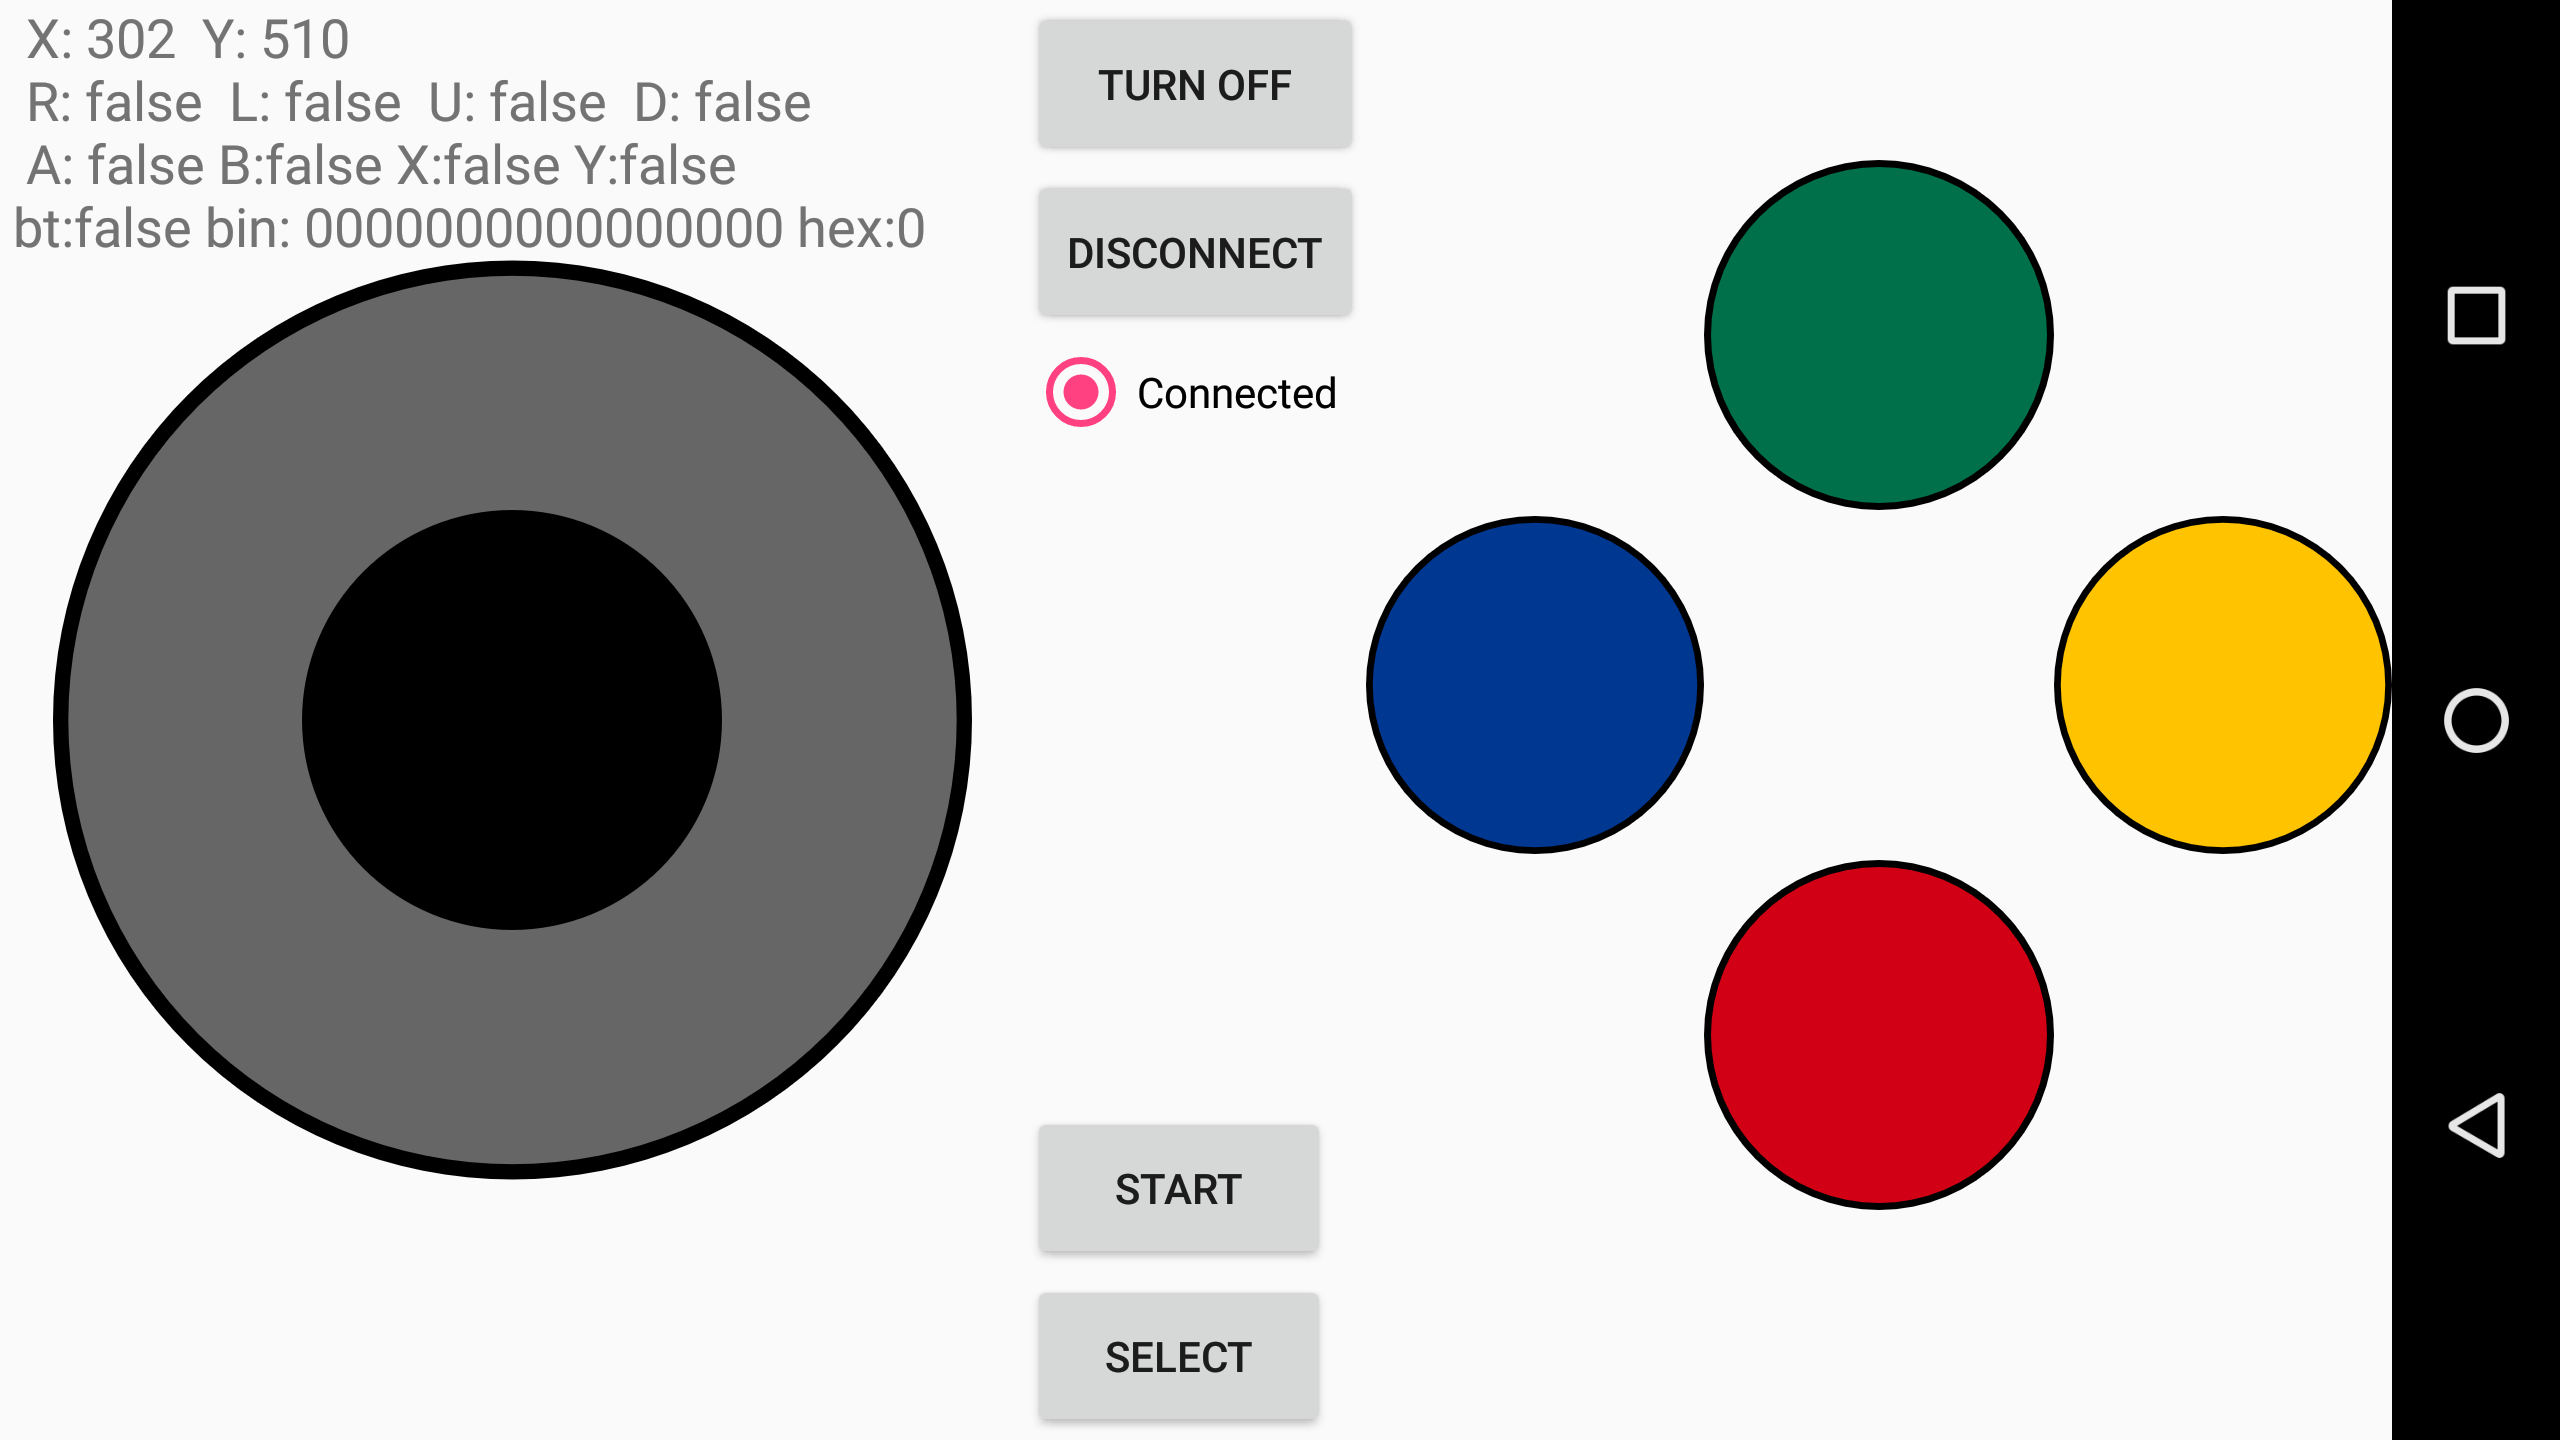 X: 302  Y: 510
R: false  L: false  U: false  D: false
A: false B:false X:false Y:false
bt:false bin: 0000000000000000 hex:0
TURN OFF
DISCONNECT
Connected
START
SELECT